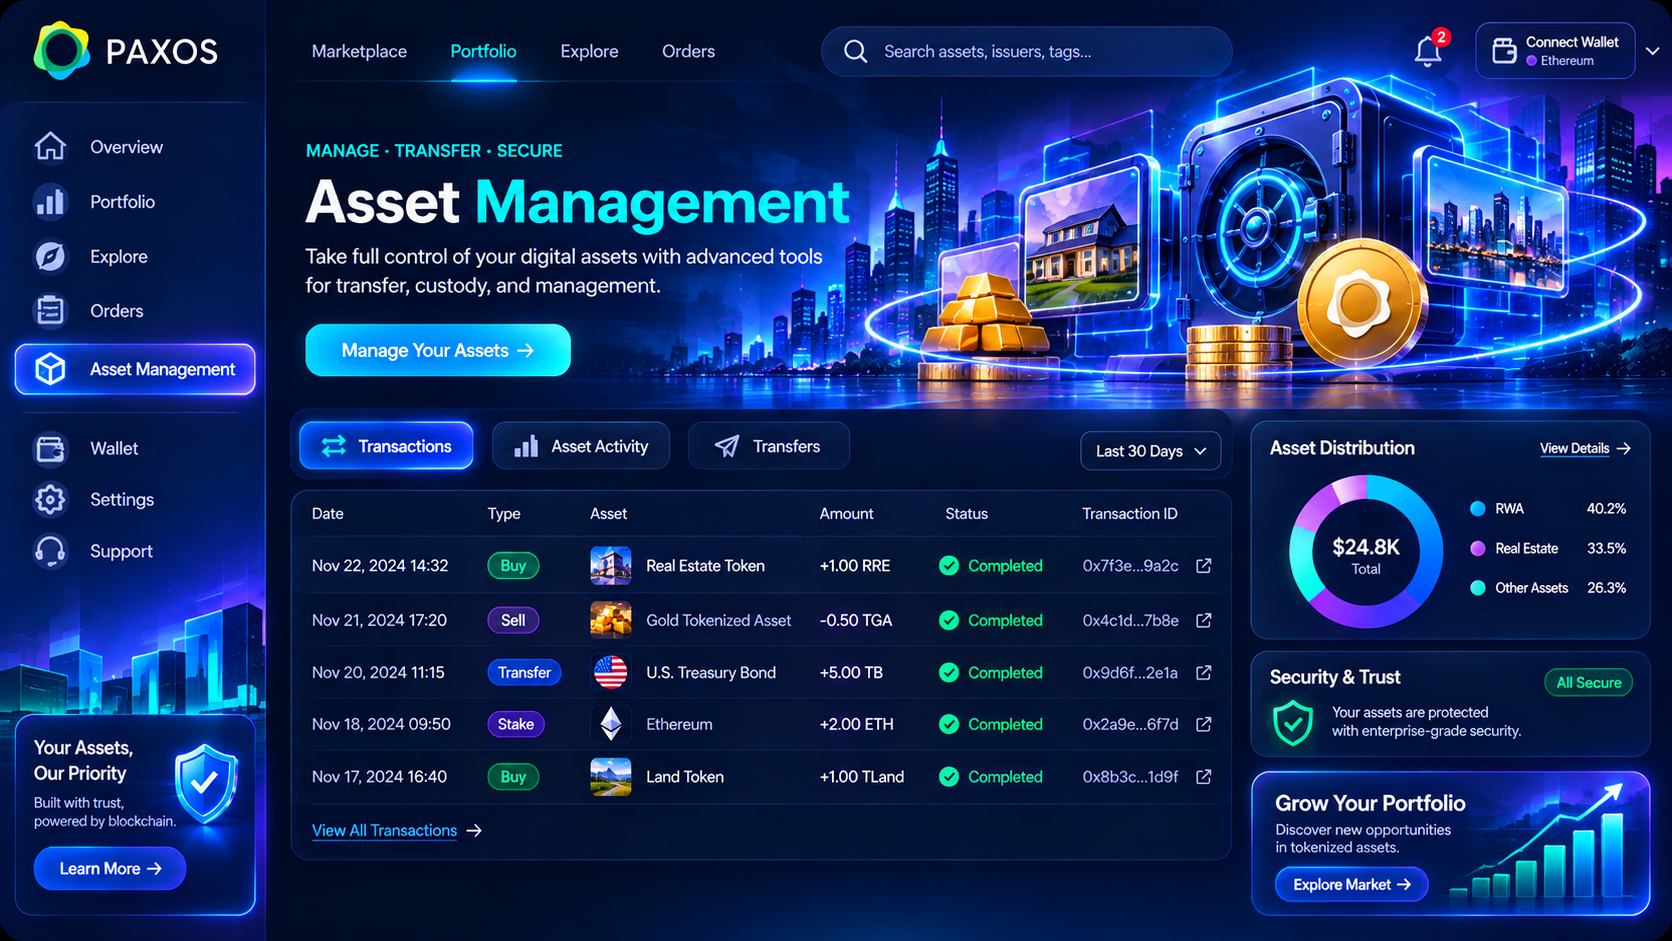 PAXOS
Marketplace
Portfolio
Explore
Orders
Search assets, issuers, tags...
2
Connect Wallet
Ethereum
Overview
Portfolio
Explore
Orders
Asset Management
Wallet
Settings
Support
Your Assets,
Our Priority
Built with trust,
powered by blockchain.
Learn More →
MANAGE · TRANSFER · SECURE
Asset Management
Take full control of your digital assets with advanced tools
for transfer, custody, and management.
Manage Your Assets →
Transactions
Asset Activity
Transfers
Last 30 Days
Date Type Asset Amount Status Transaction ID
Nov 22, 2024 14:32 Buy Real Estate Token +1.00 RRE Completed 0x7f3e...9a2c
Nov 21, 2024 17:20 Sell Gold Tokenized Asset -0.50 TGA Completed 0x4c1d...7b8e
Nov 20, 2024 11:15 Transfer U.S. Treasury Bond +5.00 TB Completed 0x9d6f...2e1a
Nov 18, 2024 09:50 Stake Ethereum +2.00 ETH Completed 0x2a9e...6f7d
Nov 17, 2024 16:40 Buy Land Token +1.00 TLand Completed 0x8b3c...1d9f
View All Transactions →
Asset Distribution
View Details →
$24.8K
Total
RWA 40.2%
Real Estate 33.5%
Other Assets 26.3%
Security & Trust
All Secure
Your assets are protected
with enterprise-grade security.
Grow Your Portfolio
Discover new opportunities
in tokenized assets.
Explore Market →